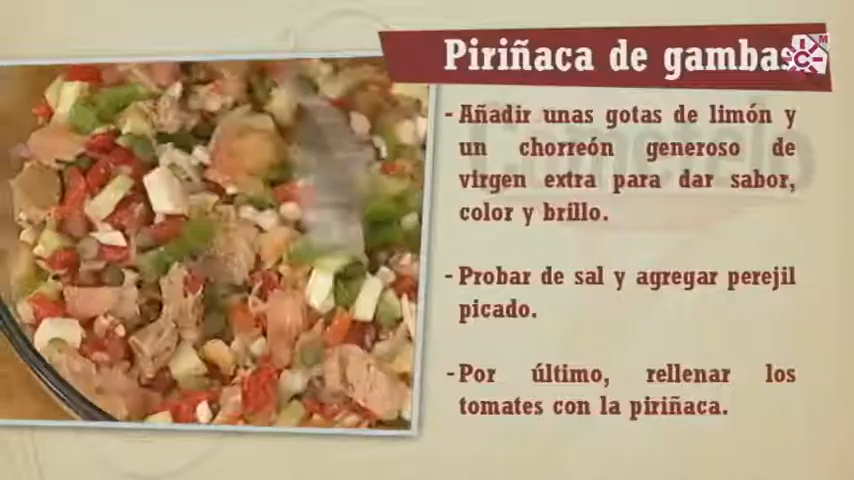 Piriñaca de gambas
M
- Añadir unas gotas de limón y
un chorreón generoso de
virgen extra para dar sabor,
color y brillo.
- Probar de sal y agregar perejil
picado.
- Por último, rellenar los
tomates con la piriñaca.
Cómetelo